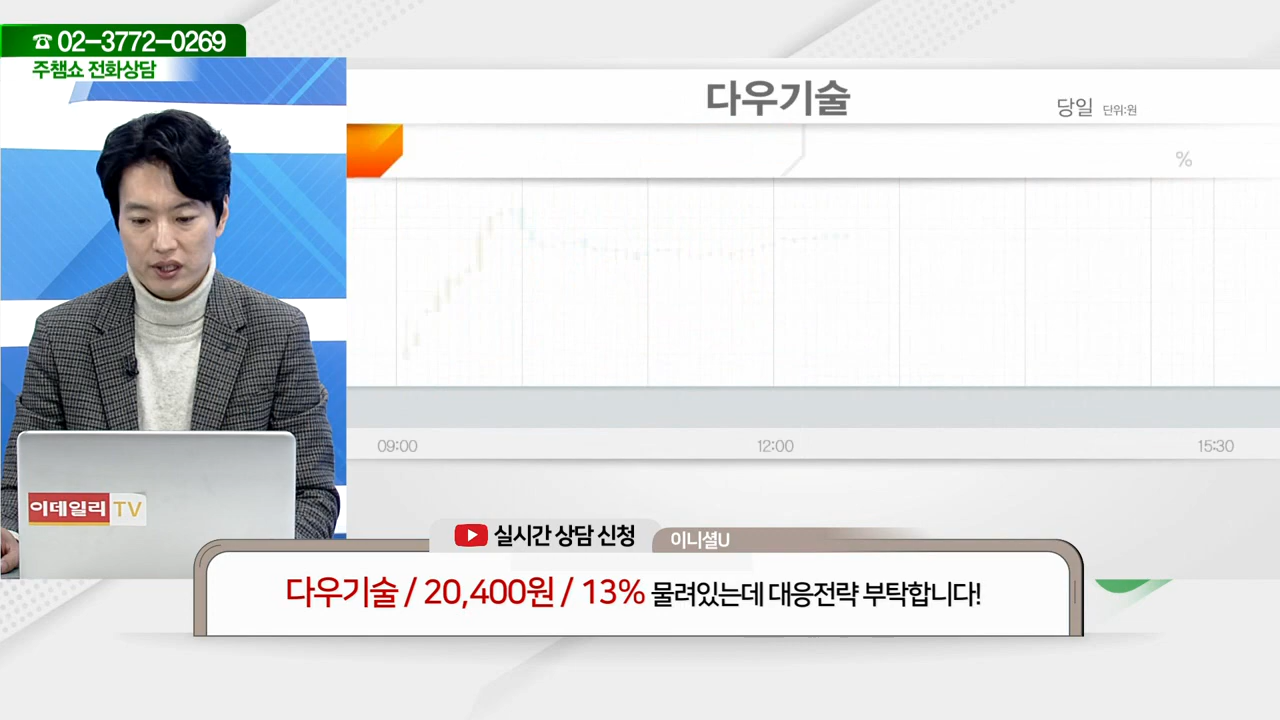 ☎ 02-3772-0269
주챔쇼 전화상담
다우기술
당일 단위:원
%
09:00 12:00 15:30
이데일리 TV
실시간 상담 신청
이니셜U
다우기술 / 20,400원 / 13% 물려있는데 대응전략 부탁합니다!